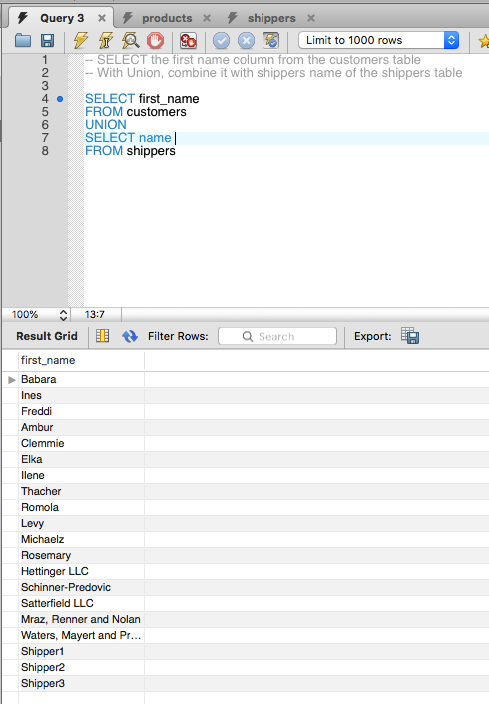 Query 3 products shippers
Limit to 1000 rows
1 -- SELECT the first name column from the customers table
2 -- With Union, combine it with shippers name of the shippers table
3
4 SELECT first_name
5 FROM customers
6 UNION
7 SELECT name
8 FROM shippers
100% 13:7
Result Grid Filter Rows: Search Export:
first_name
Babara
Ines
Freddi
Ambur
Clemmie
Elka
Ilene
Thacher
Romola
Levy
Michaelz
Rosemary
Hettinger LLC
Schinner-Predovic
Satterfield LLC
Mraz, Renner and Nolan
Waters, Mayert and Pr...
Shipper1
Shipper2
Shipper3